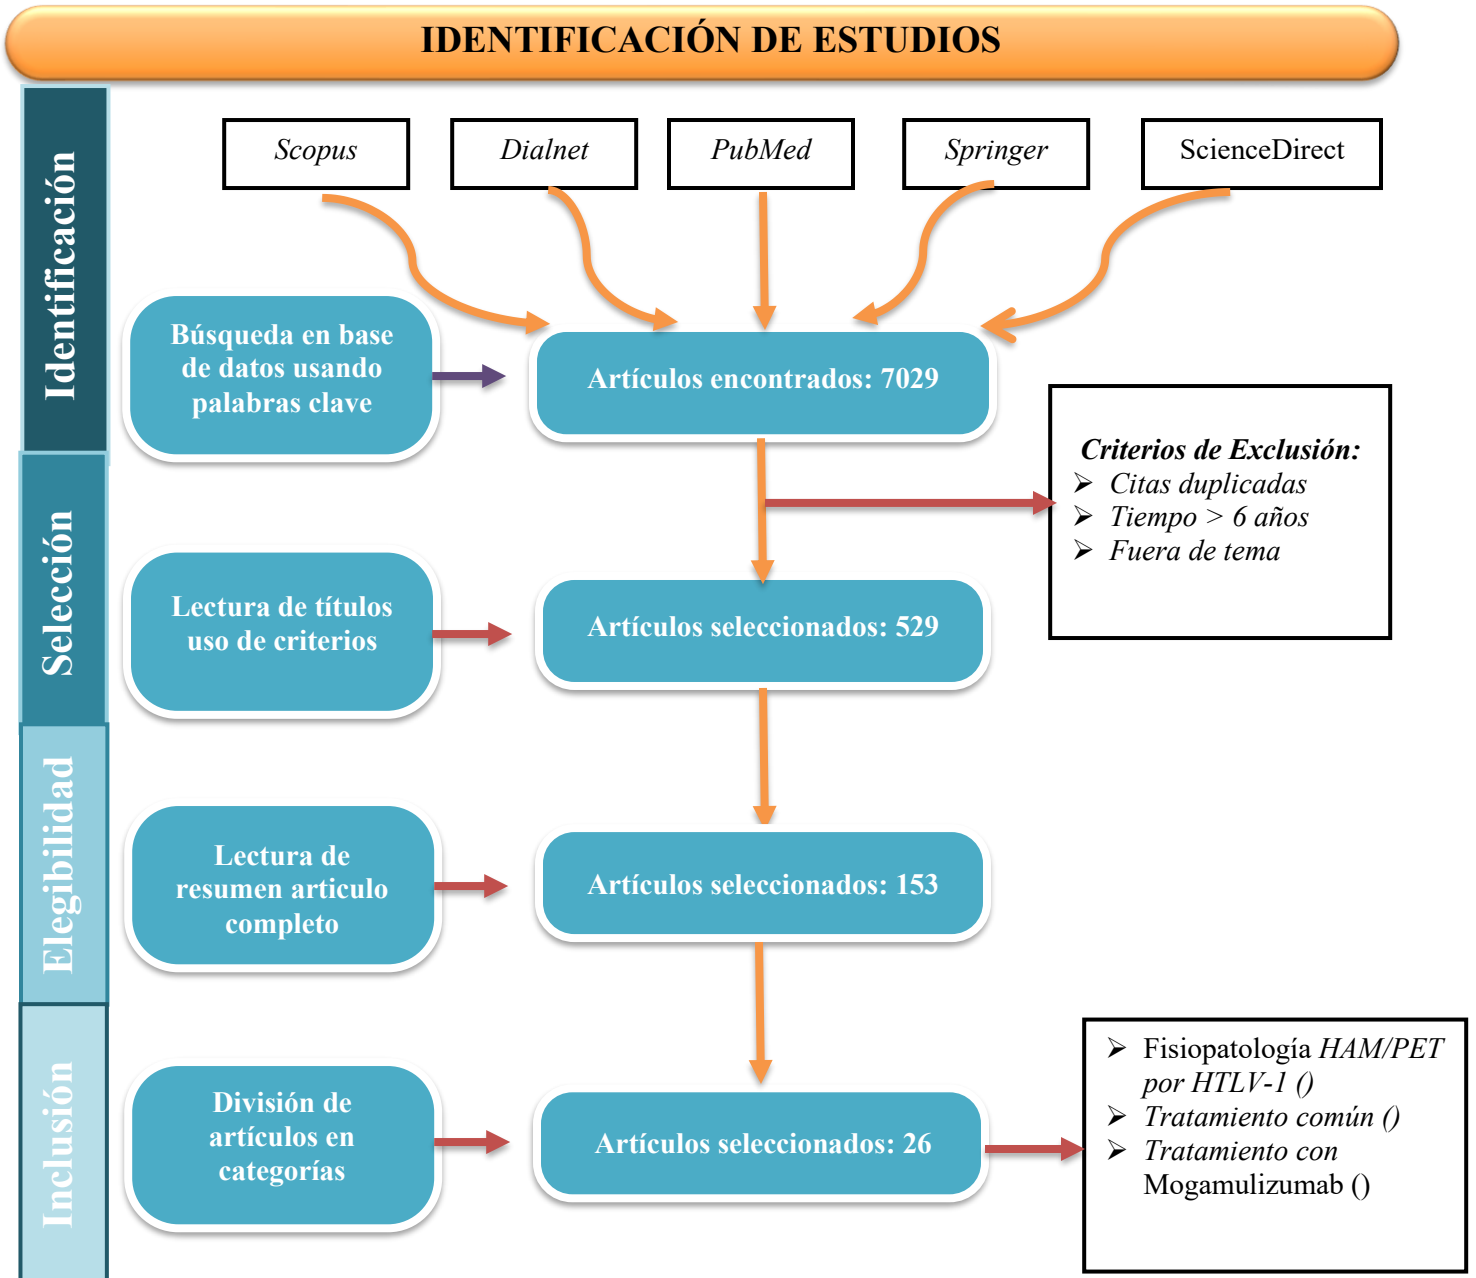 IDENTIFICACIÓN DE ESTUDIOS
Identificación
Scopus
Dialnet
PubMed
Springer
ScienceDirect
Búsqueda en base
de datos usando
palabras clave
Artículos encontrados: 7029
Criterios de Exclusión:
➢ Citas duplicadas
➢ Tiempo > 6 años
➢ Fuera de tema
Selección
Lectura de títulos
uso de criterios
Artículos seleccionados: 529
Elegibilidad
Lectura de
resumen articulo
completo
Artículos seleccionados: 153
Inclusión
División de
artículos en
categorías
Artículos seleccionados: 26
➢ Fisiopatología HAM/PET
por HTLV-1 ()
➢ Tratamiento común ()
➢ Tratamiento con
Mogamulizumab ()